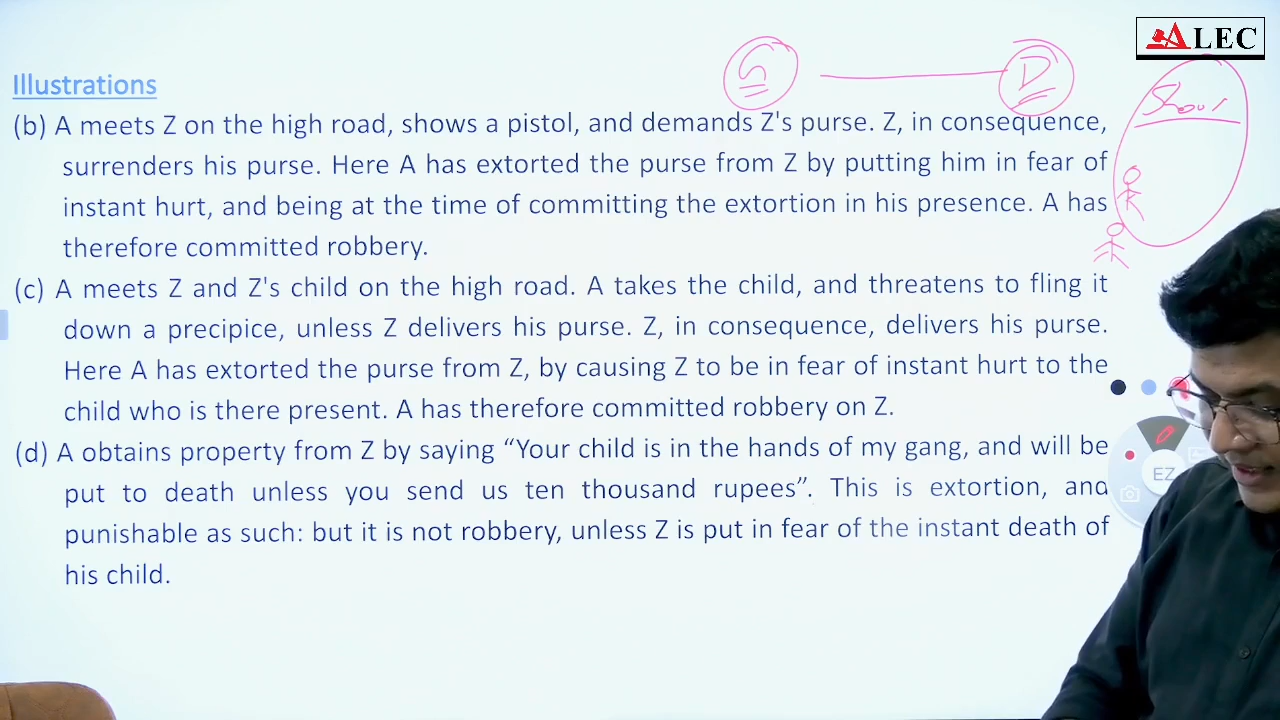 ALEC
Illustrations
(b) A meets Z on the high road, shows a pistol, and demands Z's purse. Z, in consequence,
surrenders his purse. Here A has extorted the purse from Z by putting him in fear of
instant hurt, and being at the time of committing the extortion in his presence. A has
therefore committed robbery.
(c) A meets Z and Z's child on the high road. A takes the child, and threatens to fling it
down a precipice, unless Z delivers his purse. Z, in consequence, delivers his purse.
Here A has extorted the purse from Z, by causing Z to be in fear of instant hurt to the
child who is there present. A has therefore committed robbery on Z.
(d) A obtains property from Z by saying “Your child is in the hands of my gang, and will be
put to death unless you send us ten thousand rupees”. This is extortion, and
punishable as such: but it is not robbery, unless Z is put in fear of the instant death of
his child.
D
EZ